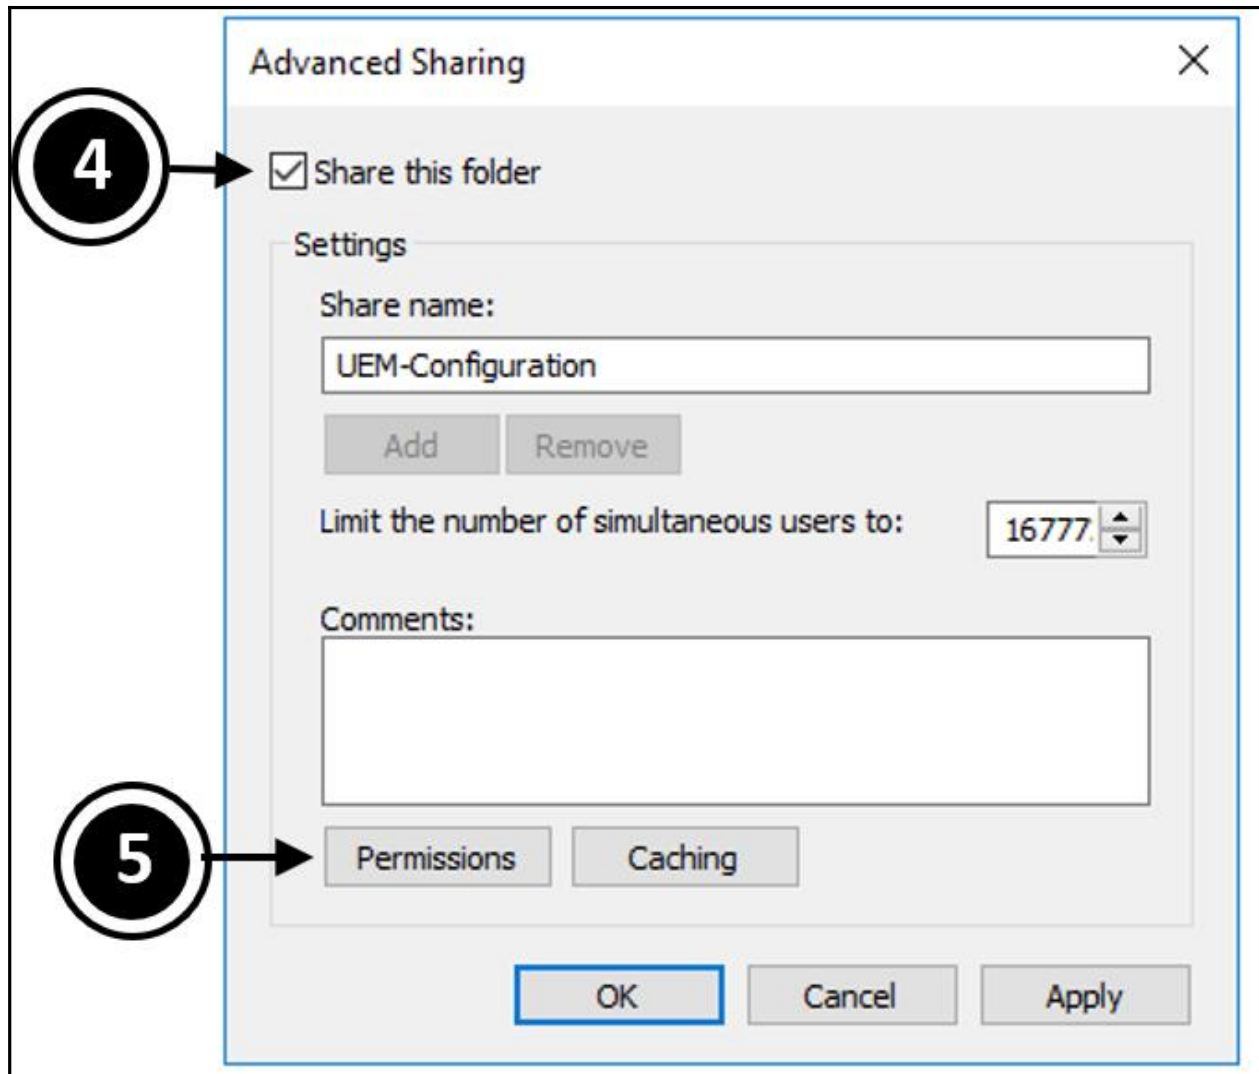 Advanced Sharing
4
Share this folder
Settings
Share name:
UEM-Configuration
Add Remove
Limit the number of simultaneous users to:
16777
Comments:
5
Permissions Caching
OK Cancel Apply